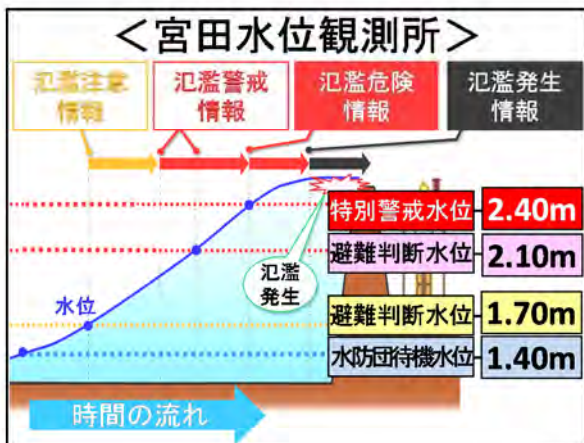 ＜宮田水位観測所＞
氾濫注意
情報
氾濫警戒
情報
氾濫危険
情報
氾濫発生
情報
特別警戒水位
2.40m
避難判断水位
2.10m
氾濫
発生
水位
避難判断水位
1.70m
水防団待機水位
1.40m
時間の流れ